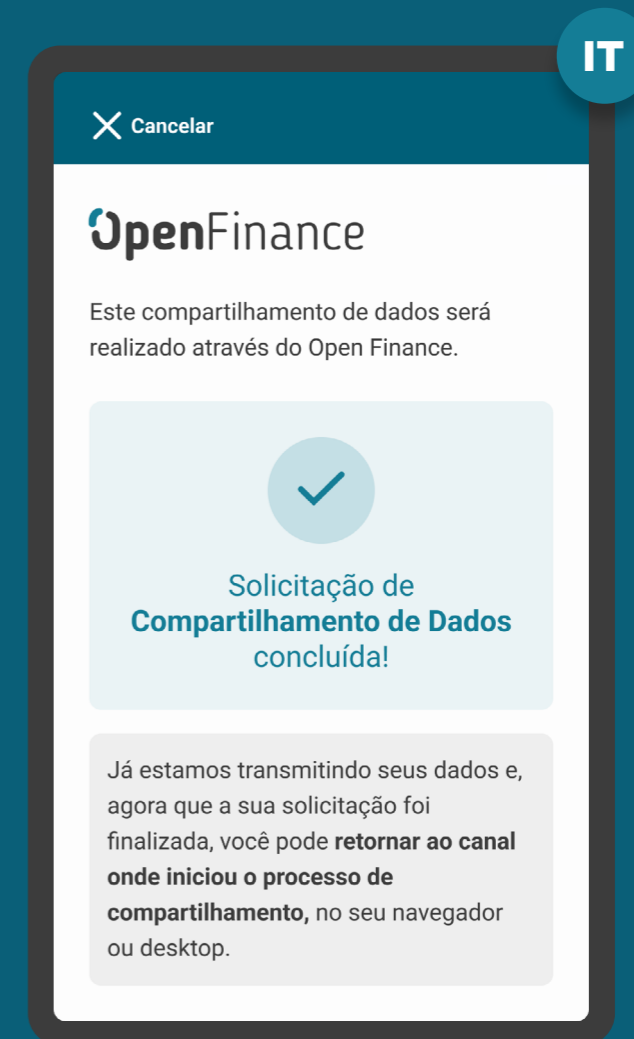 IT
Cancelar
OpenFinance
Este compartilhamento de dados será
realizado através do Open Finance.
Solicitação de
Compartilhamento de Dados
concluída!
Já estamos transmitindo seus dados e,
agora que a sua solicitação foi
finalizada, você pode retornar ao canal
onde iniciou o processo de
compartilhamento, no seu navegador
ou desktop.